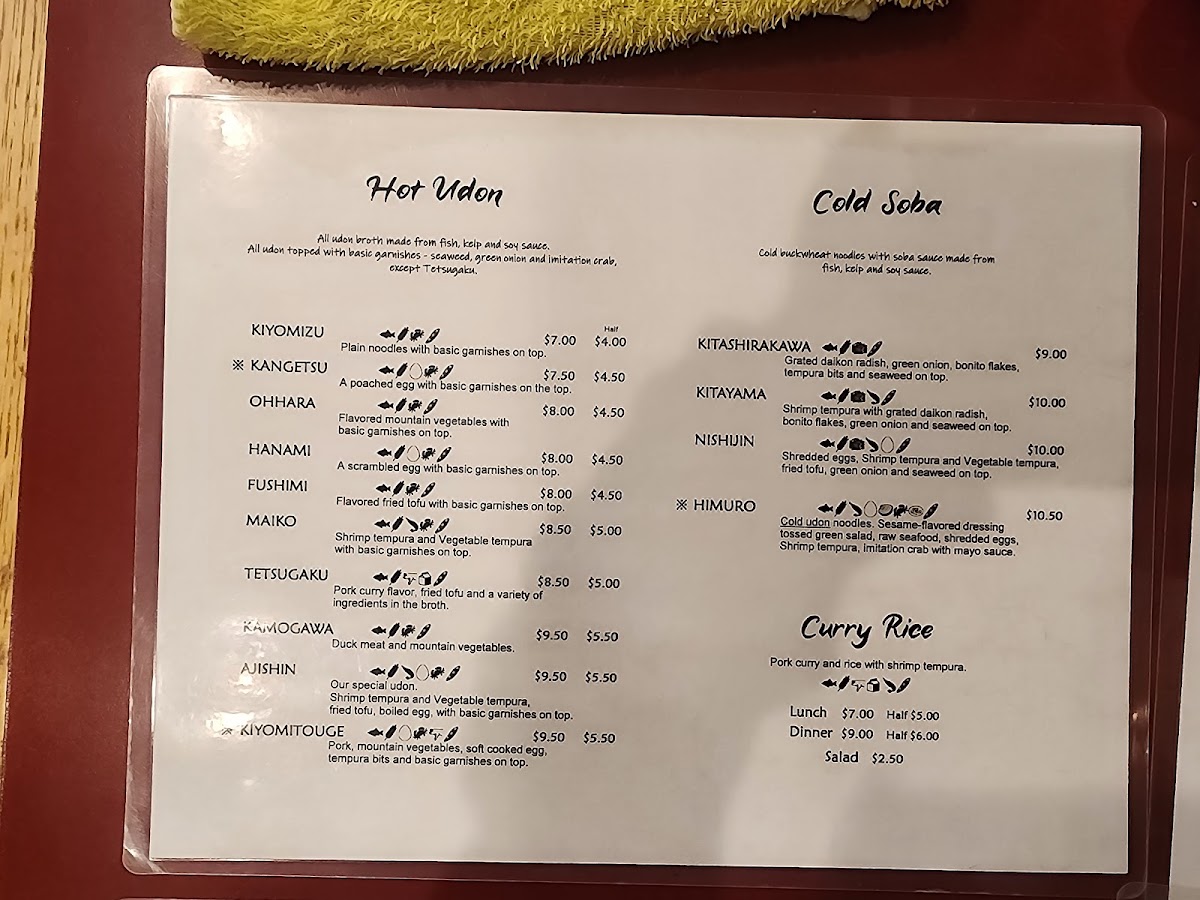 Hot Udon
All udon broth made from fish, kelp and soy sauce.
All udon topped with basic garnishes - seaweed, green onion and imitation crab,
except Tetsugaku.
Half
KIYOMIZU $7.00 $4.00
Plain noodles with basic garnishes on top.
※ KANGETSU $7.50 $4.50
A poached egg with basic garnishes on the top.
OHHARA $8.00 $4.50
Flavored mountain vegetables with
basic garnishes on top.
HANAMI $8.00 $4.50
A scrambled egg with basic garnishes on top.
FUSHIMI $8.00 $4.50
Flavored fried tofu with basic garnishes on top.
MAIKO $8.50 $5.00
Shrimp tempura and Vegetable tempura
with basic garnishes on top.
TETSUGAKU $8.50 $5.00
Pork curry flavor, fried tofu and a variety of
ingredients in the broth.
KAMOGAWA $9.50 $5.50
Duck meat and mountain vegetables.
AJISHIN $9.50 $5.50
Our special udon.
Shrimp tempura and Vegetable tempura,
fried tofu, boiled egg, with basic garnishes on top.
※ KIYOMITOUGE $9.50 $5.50
Pork, mountain vegetables, soft cooked egg,
tempura bits and basic garnishes on top.
Cold Soba
Cold buckwheat noodles with soba sauce made from
fish, kelp and soy sauce.
KITASHIRAKAWA $9.00
Grated daikon radish, green onion, bonito flakes,
tempura bits and seaweed on top.
KITAYAMA $10.00
Shrimp tempura with grated daikon radish,
bonito flakes, green onion and seaweed on top.
NISHIJIN $10.00
Shredded eggs, Shrimp tempura and Vegetable tempura,
fried tofu, green onion and seaweed on top.
※ HIMURO $10.50
Cold udon noodles. Sesame-flavored dressing
tossed green salad, raw seafood, shredded eggs,
Shrimp tempura, imitation crab with mayo sauce.
Curry Rice
Pork curry and rice with shrimp tempura.
Lunch $7.00 Half $5.00
Dinner $9.00 Half $6.00
Salad $2.50